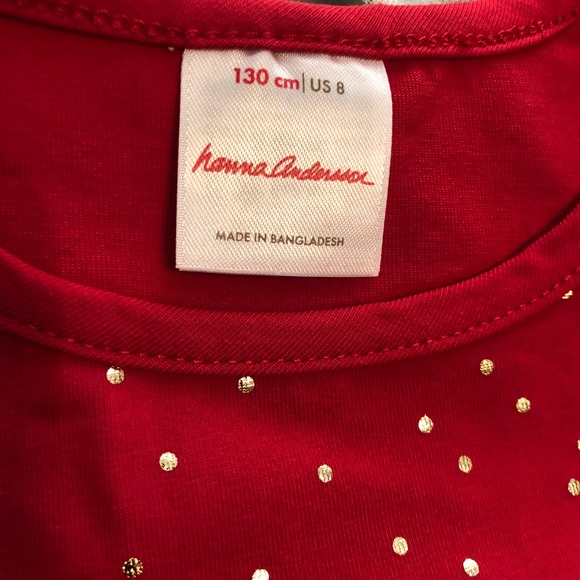 130 cm| US 8
hanna Andersson
MADE IN BANGLADESH